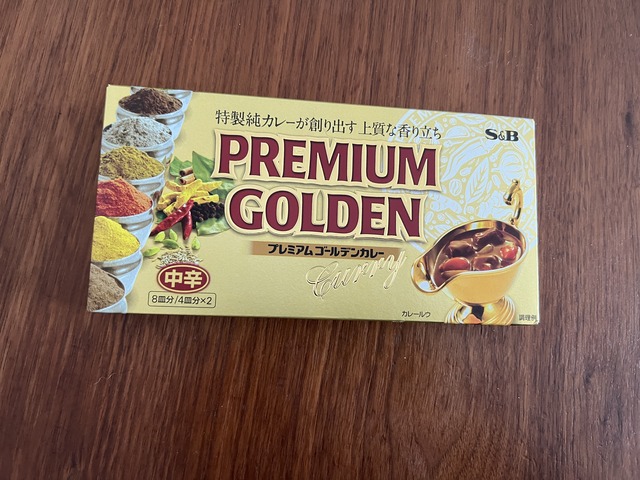 特製純カレーが創り出す上質な香り立ち
S&B
PREMIUM
GOLDEN
プレミアム ゴールデンカレー
Curry
中辛
8皿分/4皿分×2
カレールウ
調理例